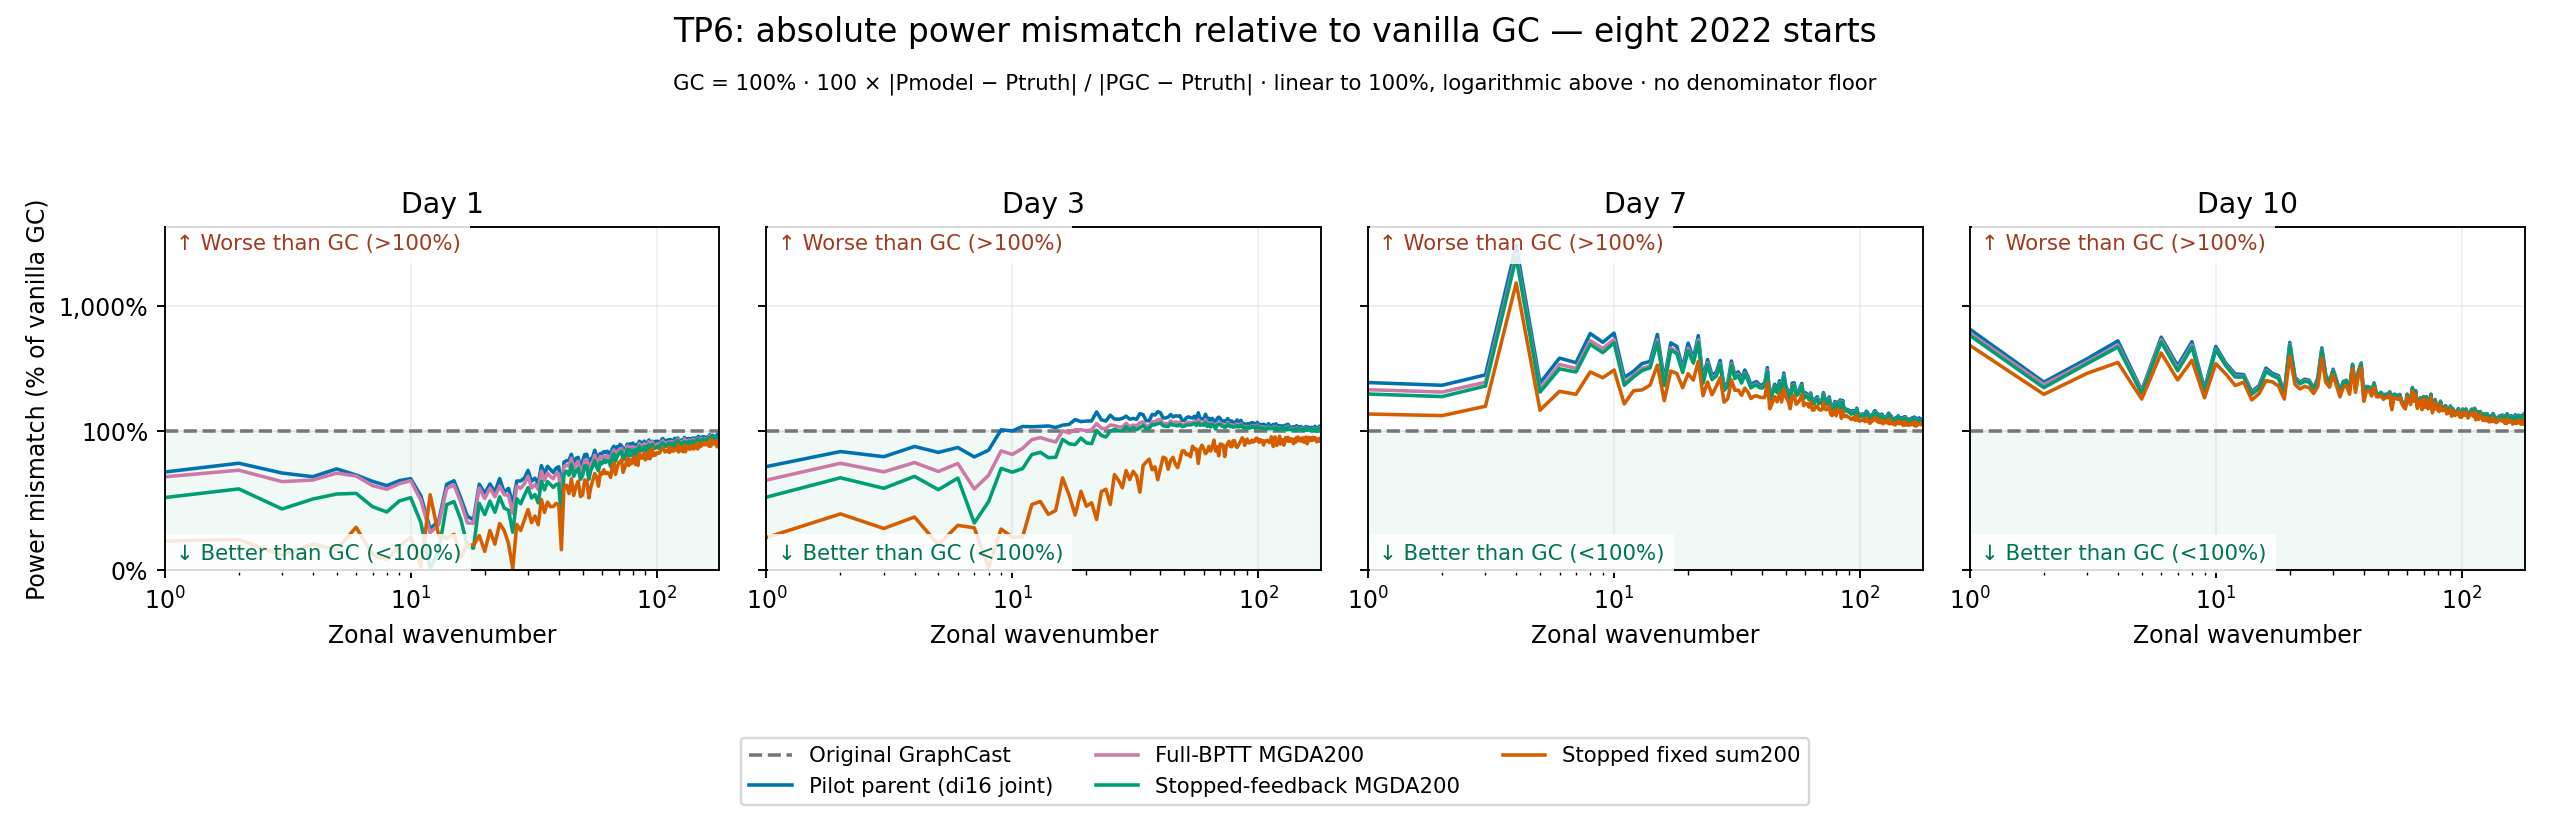 TP6: absolute power mismatch relative to vanilla GC — eight 2022 starts
GC = 100% · 100 × |Pmodel − Ptruth| / |PGC − Ptruth| · linear to 100%, logarithmic above · no denominator floor
Power mismatch (% of vanilla GC)
1,000%
100%
0%
Day 1
↑ Worse than GC (>100%)
↓ Better than GC (<100%)
10⁰ 10¹ 10²
Zonal wavenumber
Day 3
↑ Worse than GC (>100%)
↓ Better than GC (<100%)
10⁰ 10¹ 10²
Zonal wavenumber
Day 7
↑ Worse than GC (>100%)
↓ Better than GC (<100%)
10⁰ 10¹ 10²
Zonal wavenumber
Day 10
↑ Worse than GC (>100%)
↓ Better than GC (<100%)
10⁰ 10¹ 10²
Zonal wavenumber
Original GraphCast
Pilot parent (di16 joint)
Full-BPTT MGDA200
Stopped-feedback MGDA200
Stopped fixed sum200